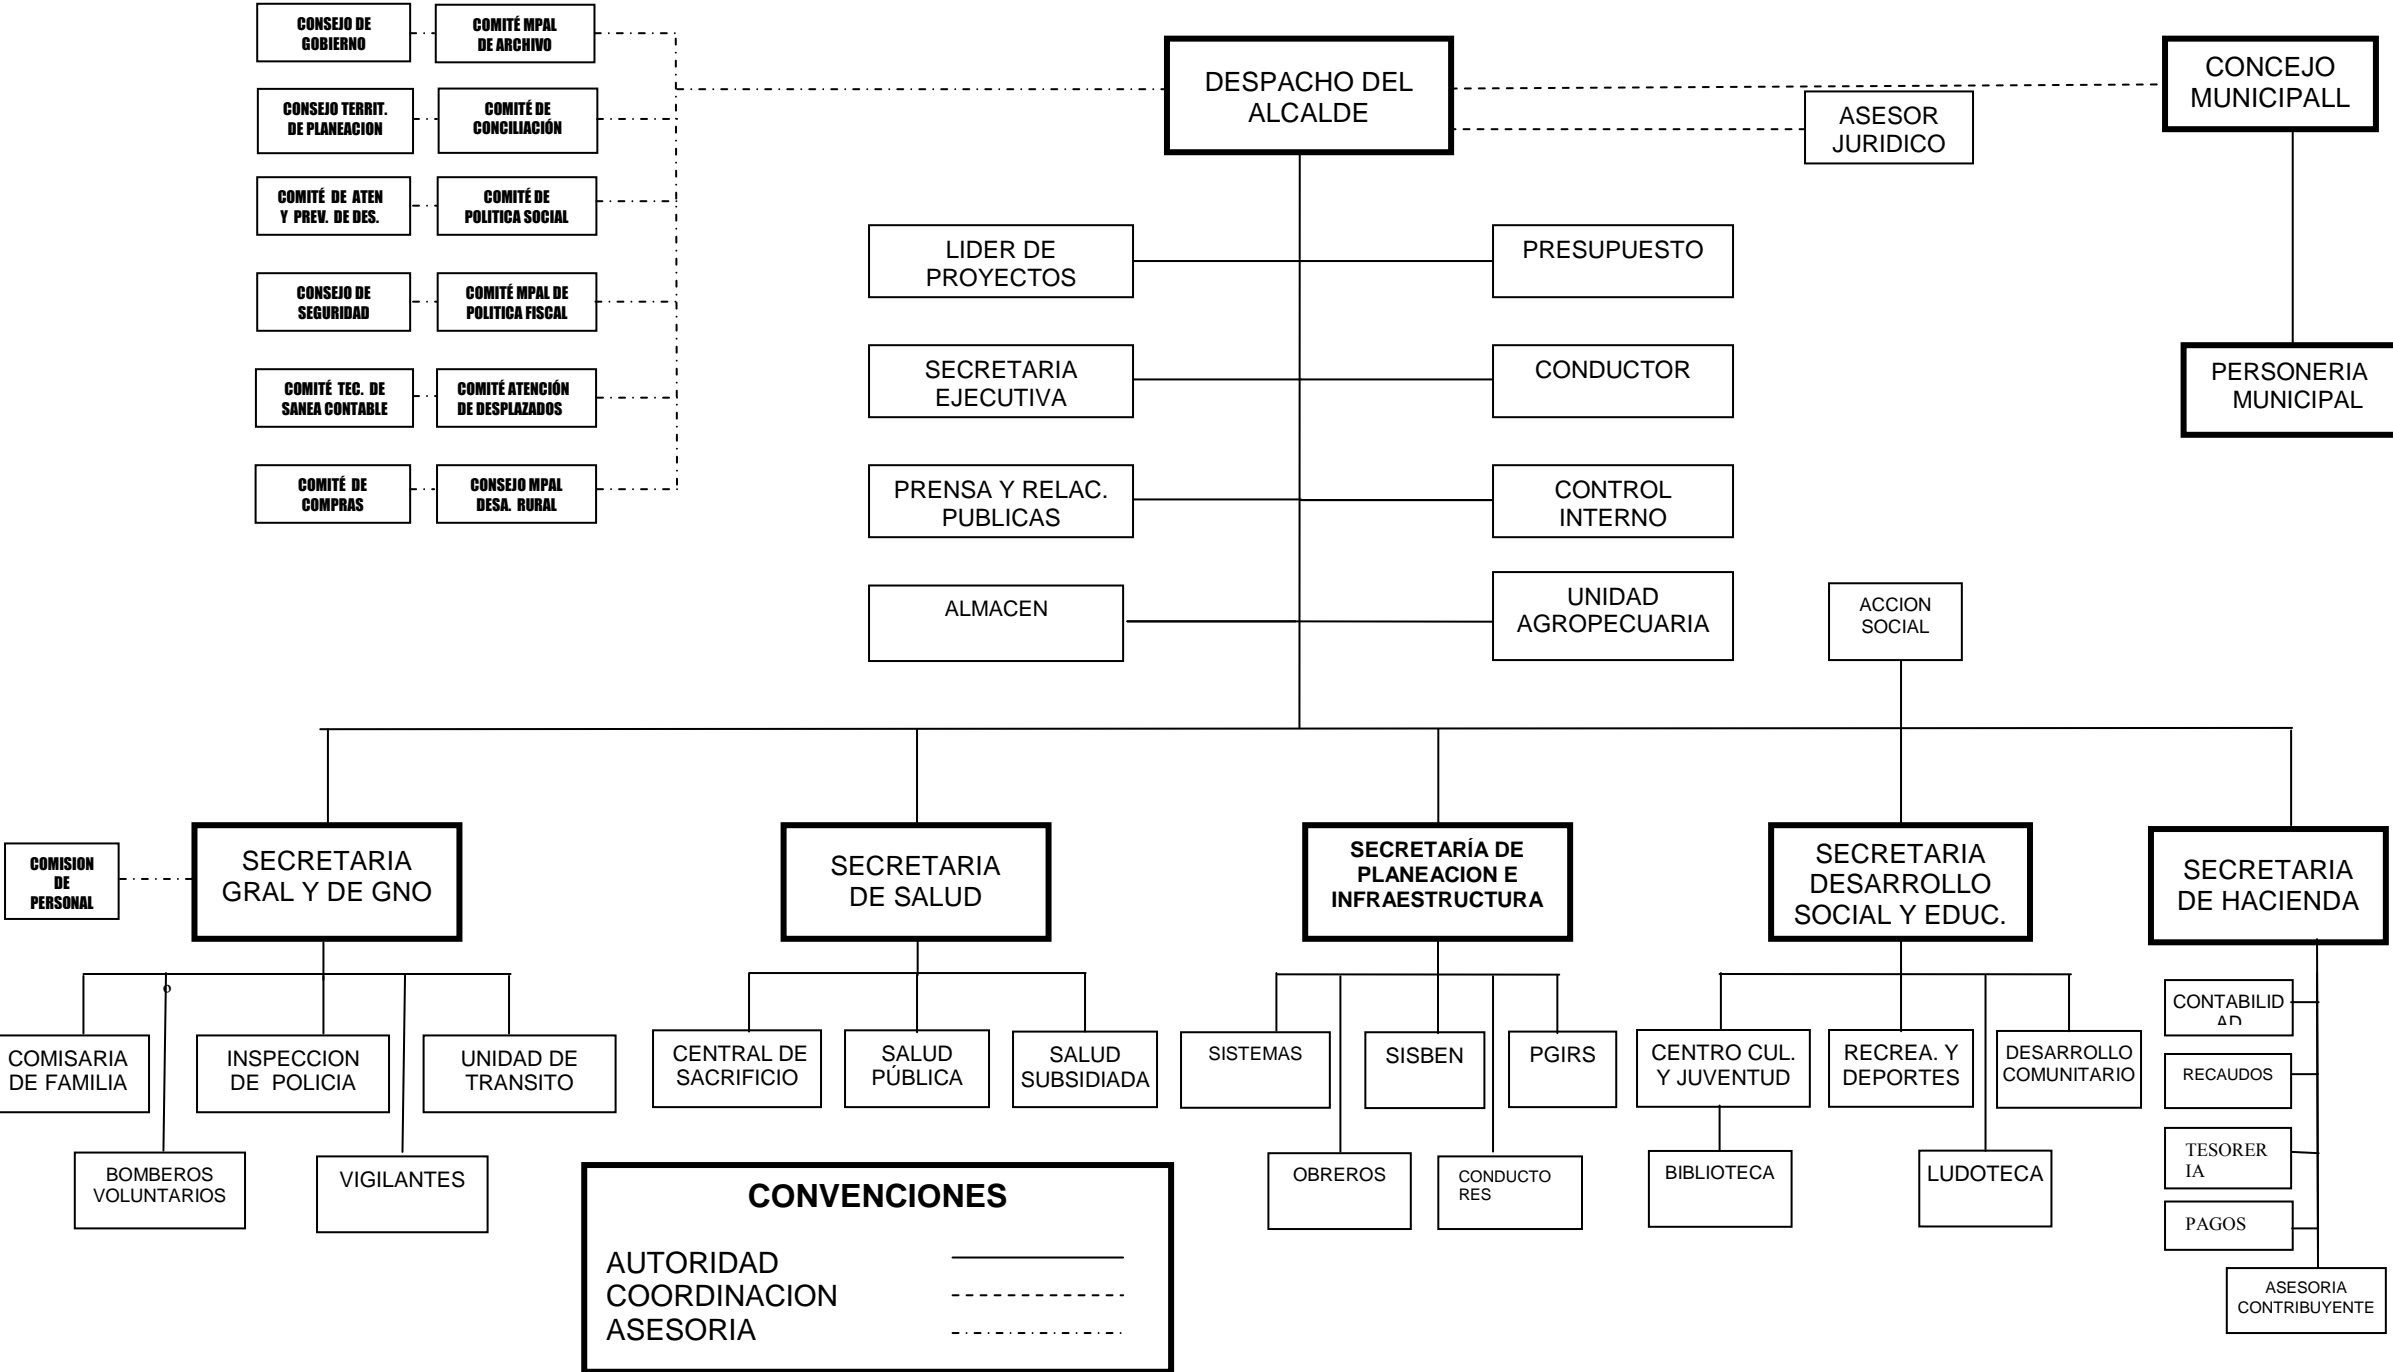 CONSEJO DE
GOBIERNO
COMITÉ MPAL
DE ARCHIVO
CONSEJO TERRIT.
DE PLANEACION
COMITÉ DE
CONCILIACIÓN
COMITÉ DE ATEN
Y PREV. DE DES.
COMITÉ DE
POLITICA SOCIAL
CONSEJO DE
SEGURIDAD
COMITÉ MPAL DE
POLITICA FISCAL
COMITÉ TEC. DE
SANEA CONTABLE
COMITÉ ATENCIÓN
DE DESPLAZADOS
COMITÉ DE
COMPRAS
CONSEJO MPAL
DESA. RURAL
DESPACHO DEL
ALCALDE
ASESOR
JURIDICO
CONCEJO
MUNICIPALL
PERSONERIA
MUNICIPAL
LIDER DE
PROYECTOS
PRESUPUESTO
SECRETARIA
EJECUTIVA
CONDUCTOR
PRENSA Y RELAC.
PUBLICAS
CONTROL
INTERNO
ALMACEN
UNIDAD
AGROPECUARIA
ACCION
SOCIAL
COMISION
DE
PERSONAL
SECRETARIA
GRAL Y DE GNO
SECRETARIA
DE SALUD
SECRETARÍA DE
PLANEACION E
INFRAESTRUCTURA
SECRETARIA
DESARROLLO
SOCIAL Y EDUC.
SECRETARIA
DE HACIENDA
o
COMISARIA
DE FAMILIA
INSPECCION
DE POLICIA
UNIDAD DE
TRANSITO
BOMBEROS
VOLUNTARIOS
VIGILANTES
CENTRAL DE
SACRIFICIO
SALUD
PÚBLICA
SALUD
SUBSIDIADA
SISTEMAS
SISBEN
PGIRS
OBREROS
CONDUCTO
RES
CENTRO CUL.
Y JUVENTUD
RECREA. Y
DEPORTES
DESARROLLO
COMUNITARIO
BIBLIOTECA
LUDOTECA
CONTABILID
AD
RECAUDOS
TESORER
IA
PAGOS
ASESORIA
CONTRIBUYENTE
CONVENCIONES
AUTORIDAD
COORDINACION
ASESORIA